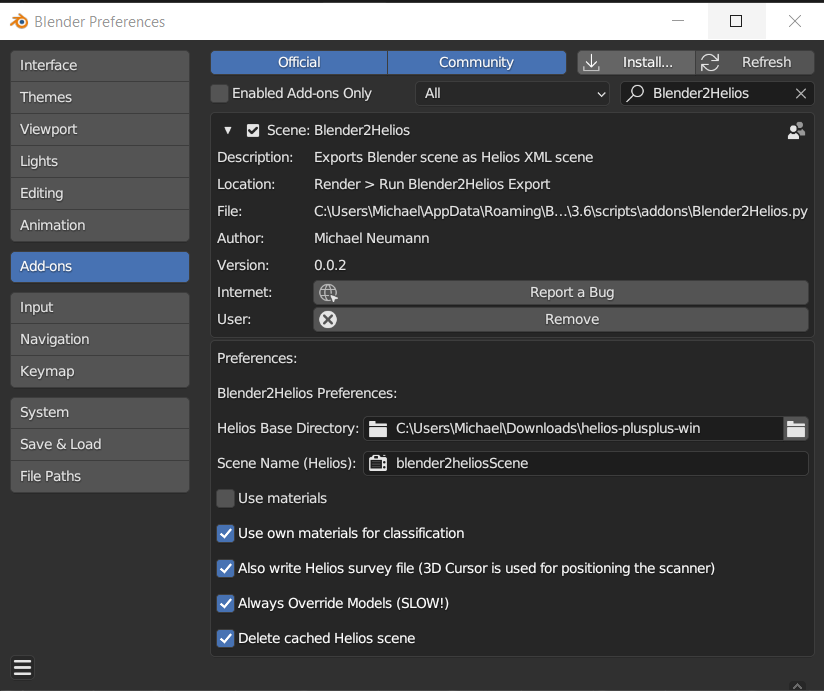 Blender Preferences
Interface
Themes
Viewport
Lights
Editing
Animation
Add-ons
Input
Navigation
Keymap
System
Save & Load
File Paths
Official Community Install... Refresh
Enabled Add-ons Only All Blender2Helios
Scene: Blender2Helios
Description: Exports Blender scene as Helios XML scene
Location: Render > Run Blender2Helios Export
File: C:\Users\Michael\AppData\Roaming\B...\3.6\scripts\addons\Blender2Helios.py
Author: Michael Neumann
Version: 0.0.2
Internet: Report a Bug
User: Remove
Preferences:
Blender2Helios Preferences:
Helios Base Directory: C:\Users\Michael\Downloads\helios-plusplus-win
Scene Name (Helios): blender2heliosScene
Use materials
Use own materials for classification
Also write Helios survey file (3D Cursor is used for positioning the scanner)
Always Override Models (SLOW!)
Delete cached Helios scene